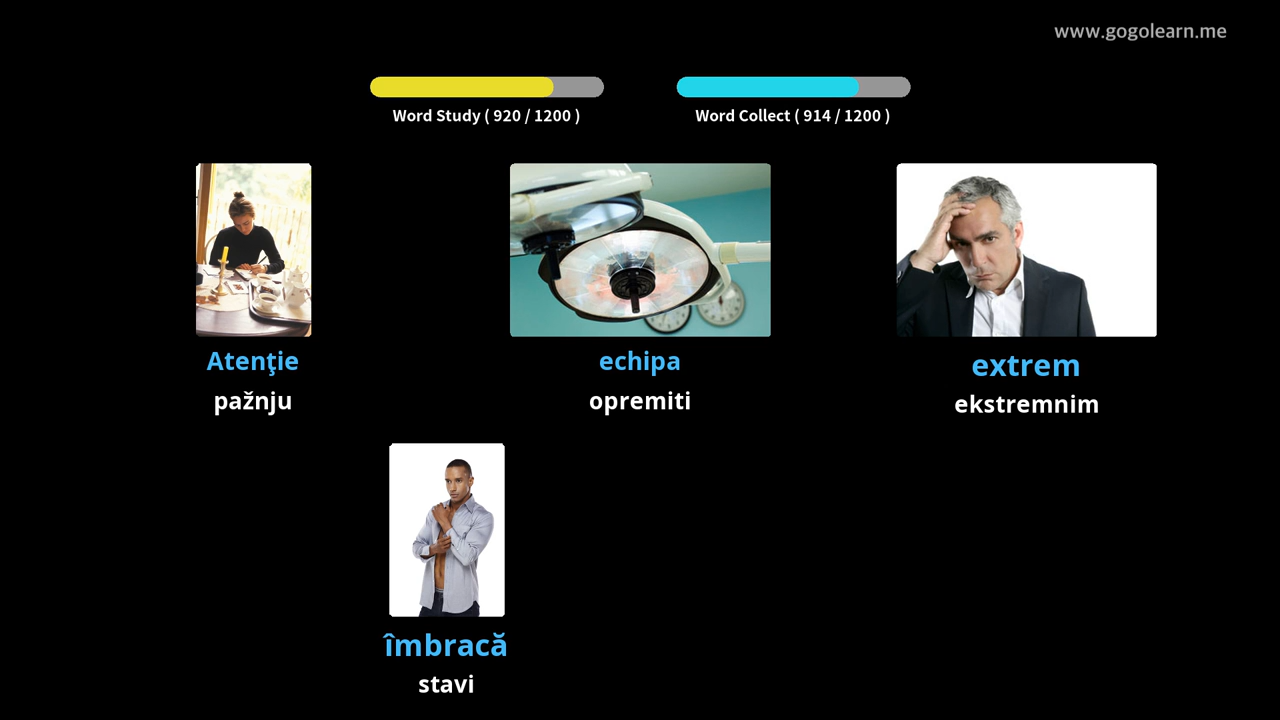 www.gogolearn.me
Word Study ( 920 / 1200 )
Word Collect ( 914 / 1200 )
Atenţie
echipa
extrem
pažnju
opremiti
ekstremnim
îmbracă
stavi